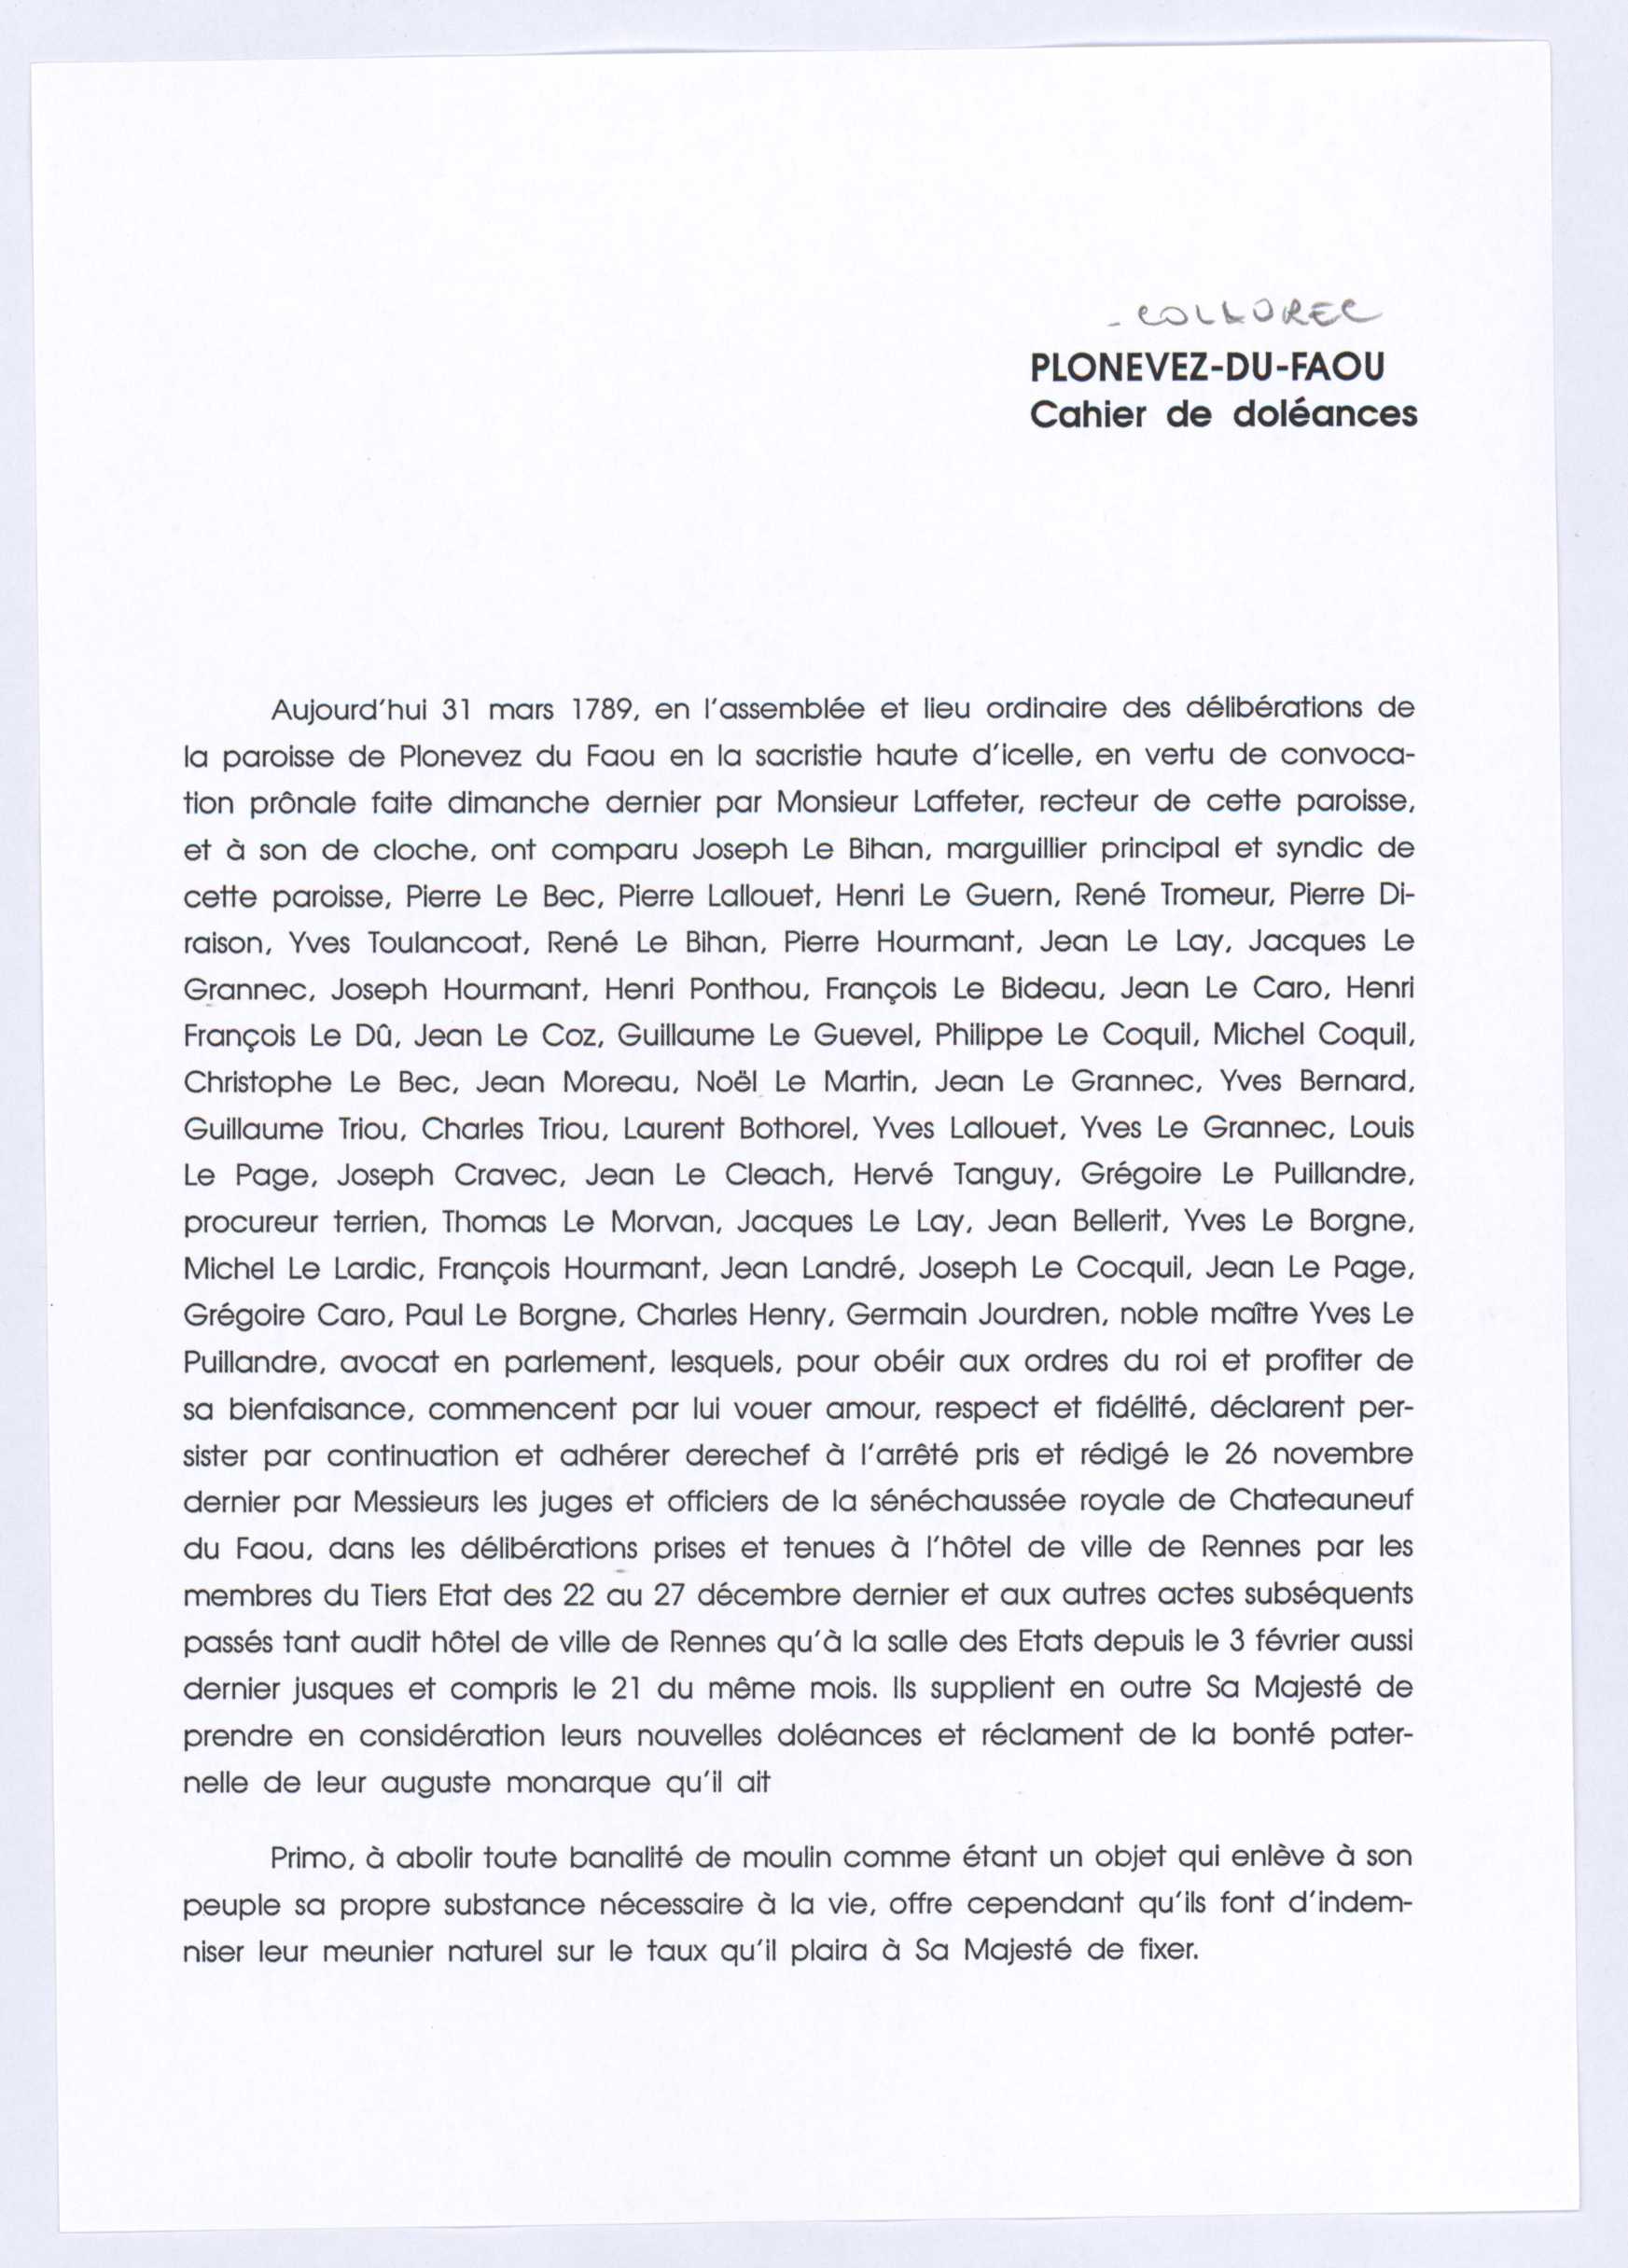 - COLLOREC
PLONEVEZ-DU-FAOU
Cahier de doléances
Aujourd'hui 31 mars 1789, en l'assemblée et lieu ordinaire des délibérations de
la paroisse de Plonevez du Faou en la sacristie haute d'icelle, en vertu de convoca-
tion prônale faite dimanche dernier par Monsieur Laffeter, recteur de cette paroisse,
et à son de cloche, ont comparu Joseph Le Bihan, marguillier principal et syndic de
cette paroisse, Pierre Le Bec, Pierre Lallouet, Henri Le Guern, René Tromeur, Pierre Di-
raison, Yves Toulancoat, René Le Bihan, Pierre Hourmant, Jean Le Lay, Jacques Le
Grannec, Joseph Hourmant, Henri Ponthou, François Le Bideau, Jean Le Caro, Henri
François Le Dû, Jean Le Coz, Guillaume Le Guevel, Philippe Le Coquil, Michel Coquil,
Christophe Le Bec, Jean Moreau, Noël Le Martin, Jean Le Grannec, Yves Bernard,
Guillaume Triou, Charles Triou, Laurent Bothorel, Yves Lallouet, Yves Le Grannec, Louis
Le Page, Joseph Cravec, Jean Le Cleach, Hervé Tanguy, Grégoire Le Puillandre,
procureur terrien, Thomas Le Morvan, Jacques Le Lay, Jean Bellerit, Yves Le Borgne,
Michel Le Lardic, François Hourmant, Jean Landré, Joseph Le Cocquil, Jean Le Page,
Grégoire Caro, Paul Le Borgne, Charles Henry, Germain Jourdren, noble maître Yves Le
Puillandre, avocat en parlement, lesquels, pour obéir aux ordres du roi et profiter de
sa bienfaisance, commencent par lui vouer amour, respect et fidélité, déclarent per-
sister par continuation et adhérer derechef à l'arrêté pris et rédigé le 26 novembre
dernier par Messieurs les juges et officiers de la sénéchaussée royale de Chateauneuf
du Faou, dans les délibérations prises et tenues à l'hôtel de ville de Rennes par les
membres du Tiers Etat des 22 au 27 décembre dernier et aux autres actes subséquents
passés tant audit hôtel de ville de Rennes qu'à la salle des Etats depuis le 3 février aussi
dernier jusques et compris le 21 du même mois. Ils supplient en outre Sa Majesté de
prendre en considération leurs nouvelles doléances et réclament de la bonté pater-
nelle de leur auguste monarque qu'il ait
Primo, à abolir toute banalité de moulin comme étant un objet qui enlève à son
peuple sa propre substance nécessaire à la vie, offre cependant qu'ils font d'indem-
niser leur meunier naturel sur le taux qu'il plaira à Sa Majesté de fixer.